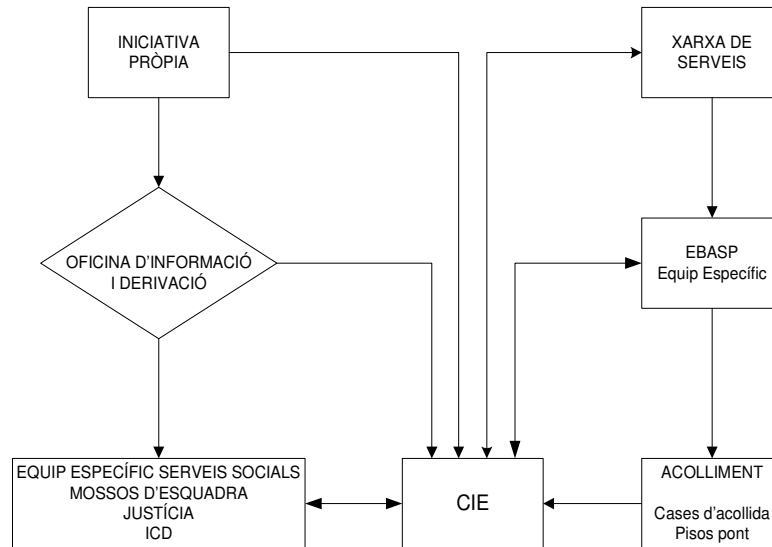 INICIATIVA
PRÒPIA
XARXA DE
SERVEIS
OFICINA D'INFORMACIÓ
I DERIVACIÓ
EBASP
Equip Específic
EQUIP ESPECÍFIC SERVEIS SOCIALS
MOSSOS D'ESQUADRA
JUSTÍCIA
ICD
CIE
ACOLLIMENT
Cases d'acollida
Pisos pont